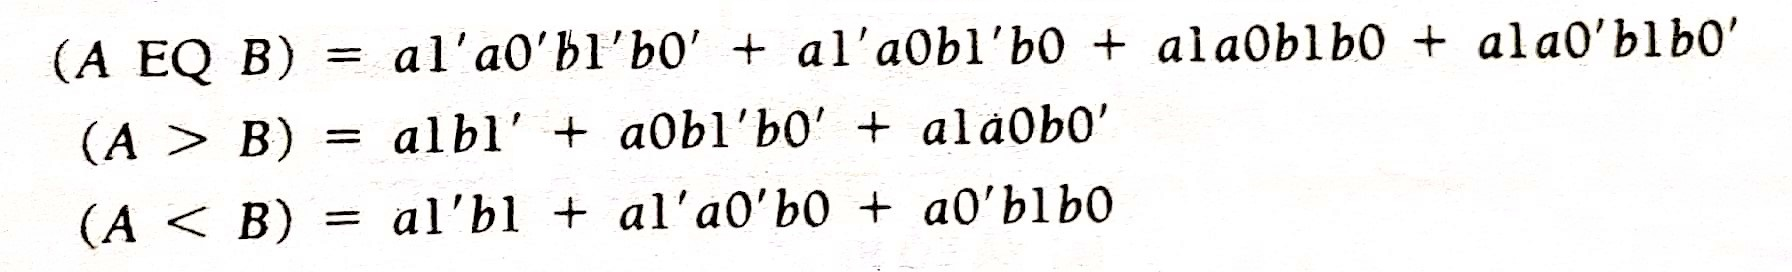 (A EQ B) = a1'a0'b1'b0' + a1'a0b1'b0 + a1a0b1b0 + a1a0'b1b0'
(A > B) = a1b1' + a0b1'b0' + a1a0b0'
(A < B) = a1'b1 + a1'a0'b0 + a0'b1b0